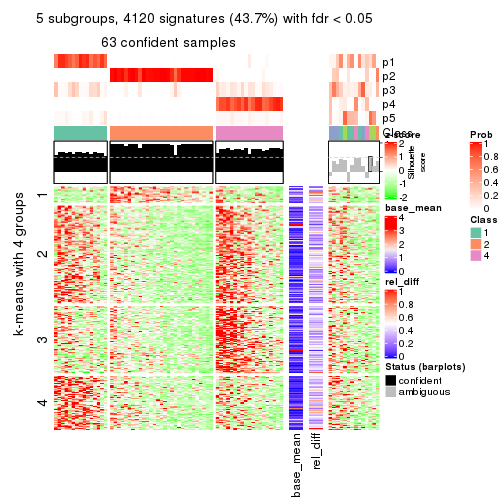 5 subgroups, 4120 signatures (43.7%) with fdr < 0.05
63 confident samples
p1
p2
p3
p4
p5
Class
1
2
3
4
k-means with 4 groups
base_mean
rel_diff
z-score
2
1
0
-1
-2
Silhouette
score
base_mean
4
3
2
1
0
rel_diff
1
0.8
0.6
0.4
0.2
0
Status (barplots)
confident
ambiguous
Prob
1
0.8
0.6
0.4
0.2
0
Class
1
2
4